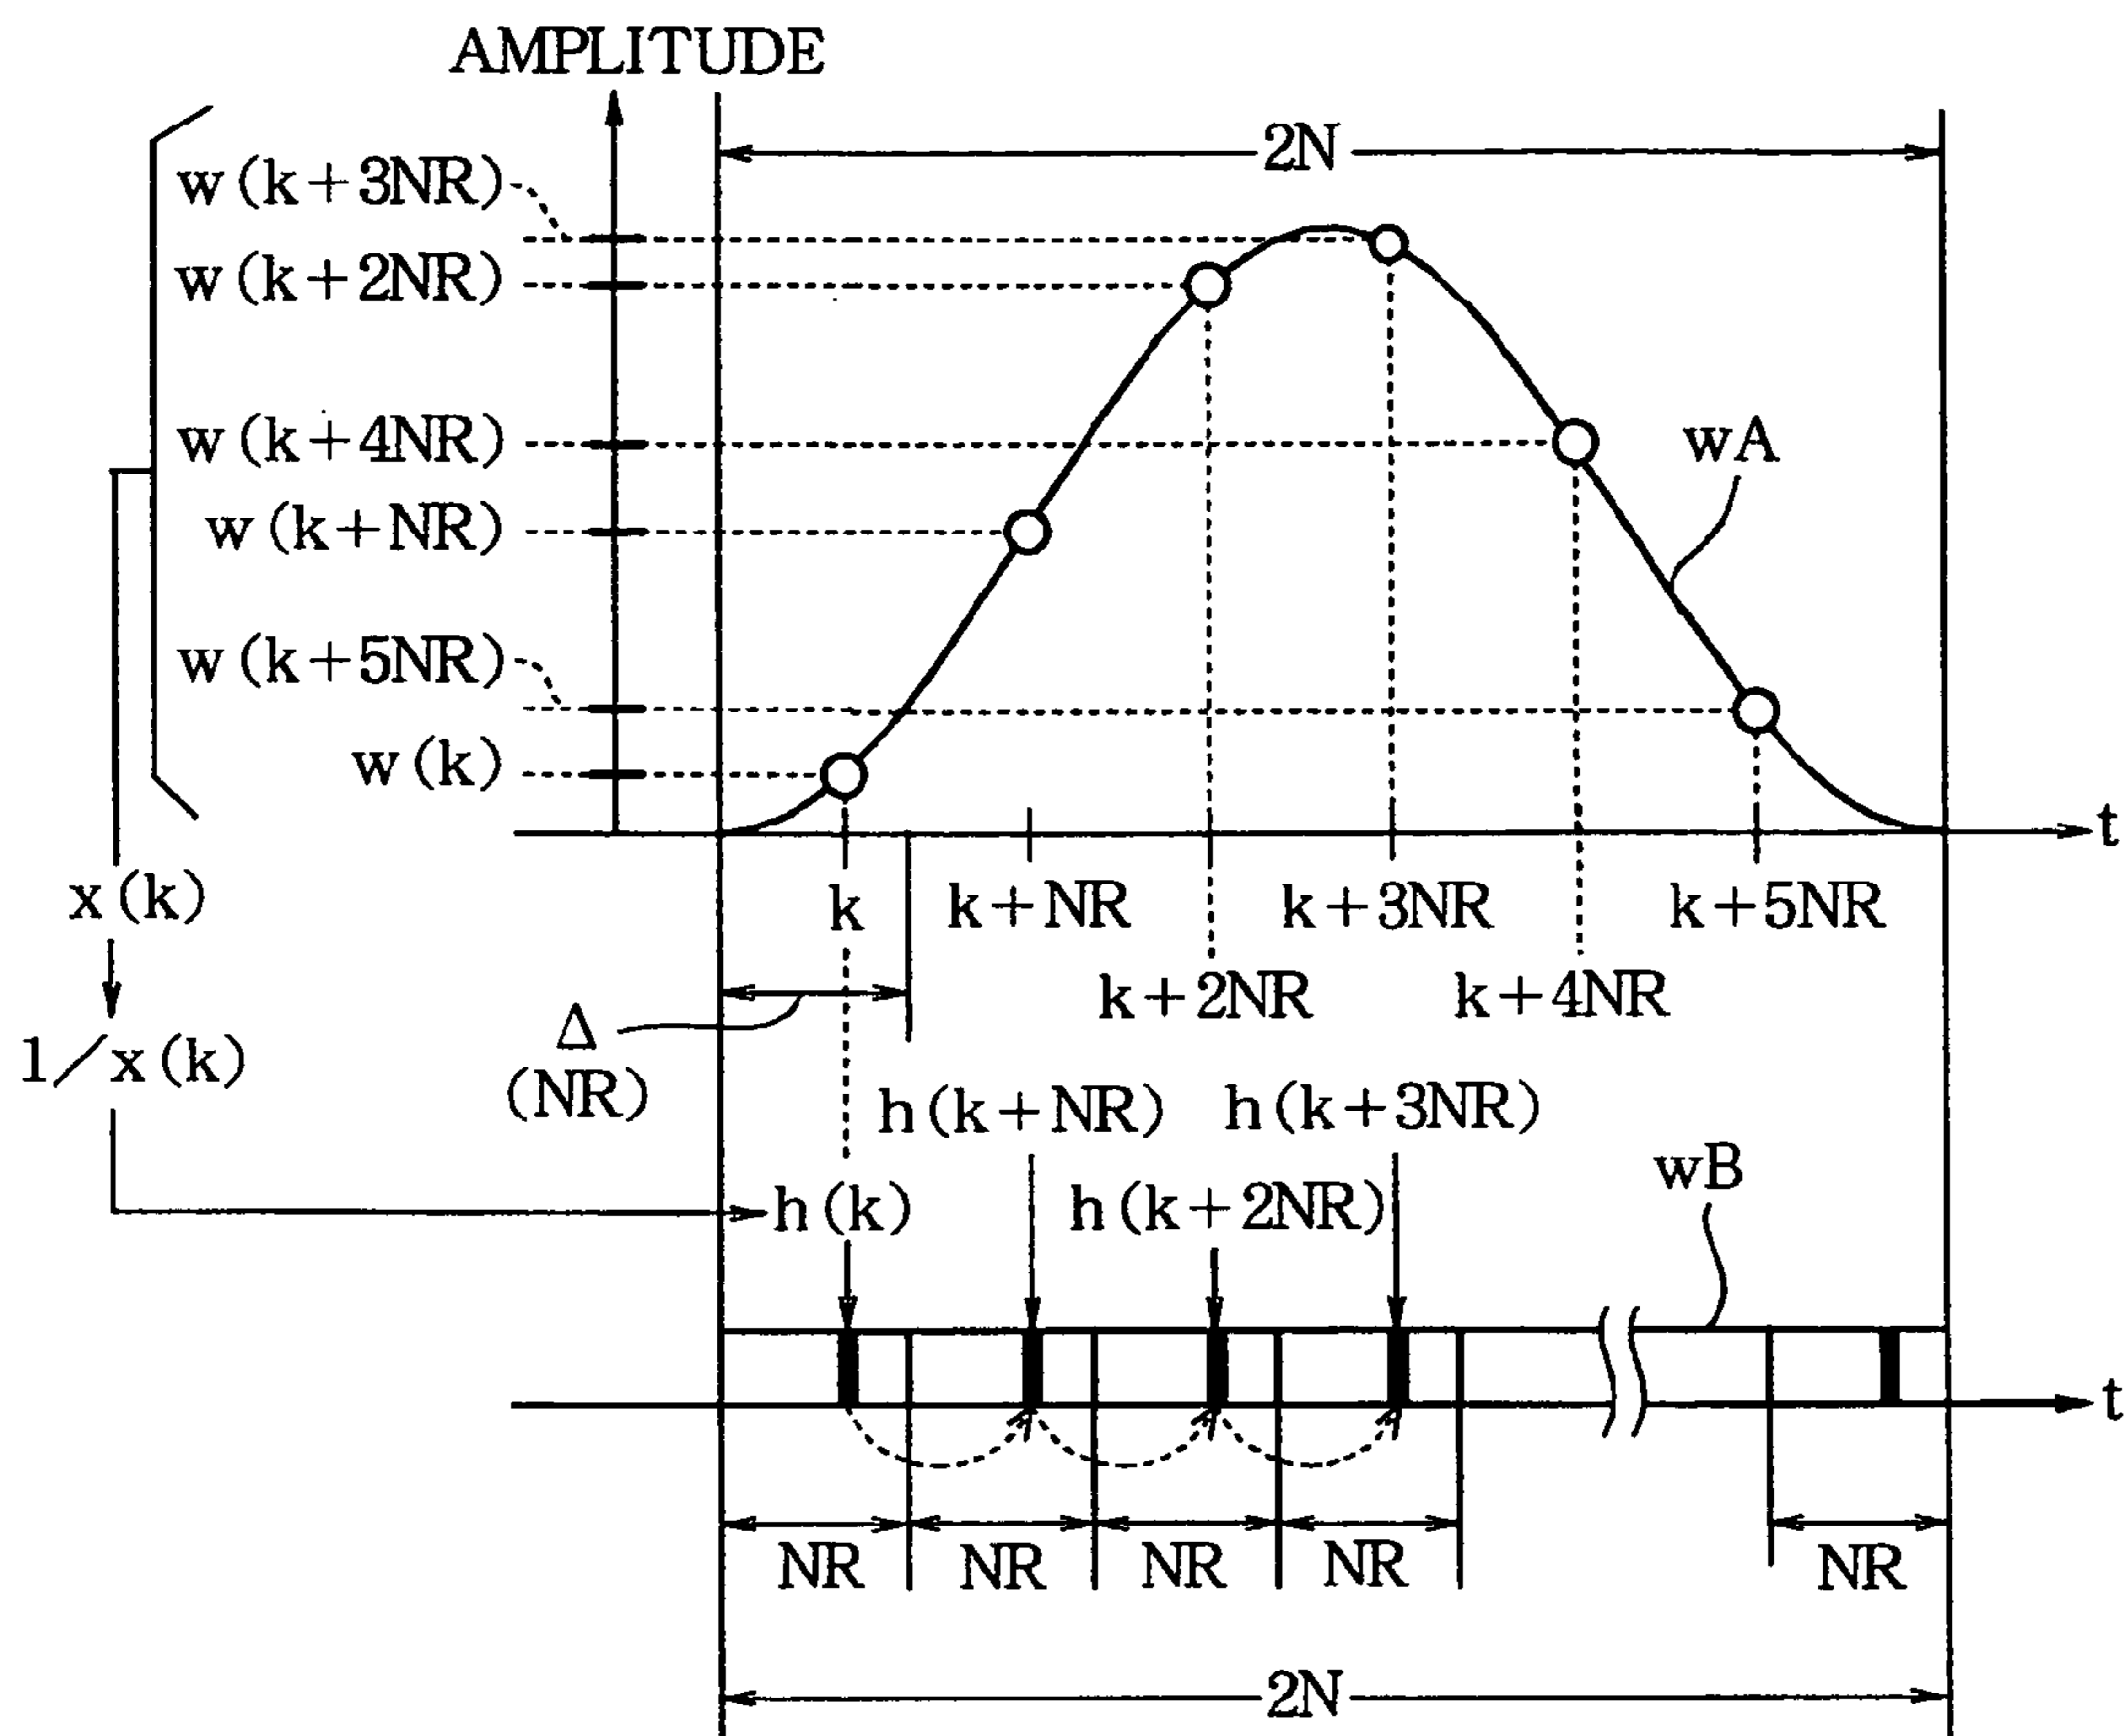 AMPLITUDE
2N
w(k+3NR)
w(k+2NR)
w(k+4NR)
wA
w(k+NR)
w(k+5NR)
w(k)
t
x(k)
k
k+NR
k+3NR
k+5NR
k+2NR
k+4NR
Δ
(NR)
1/x(k)
h(k+NR)
h(k+3NR)
wB
h(k)
h(k+2NR)
t
NR
NR
NR
NR
NR
2N